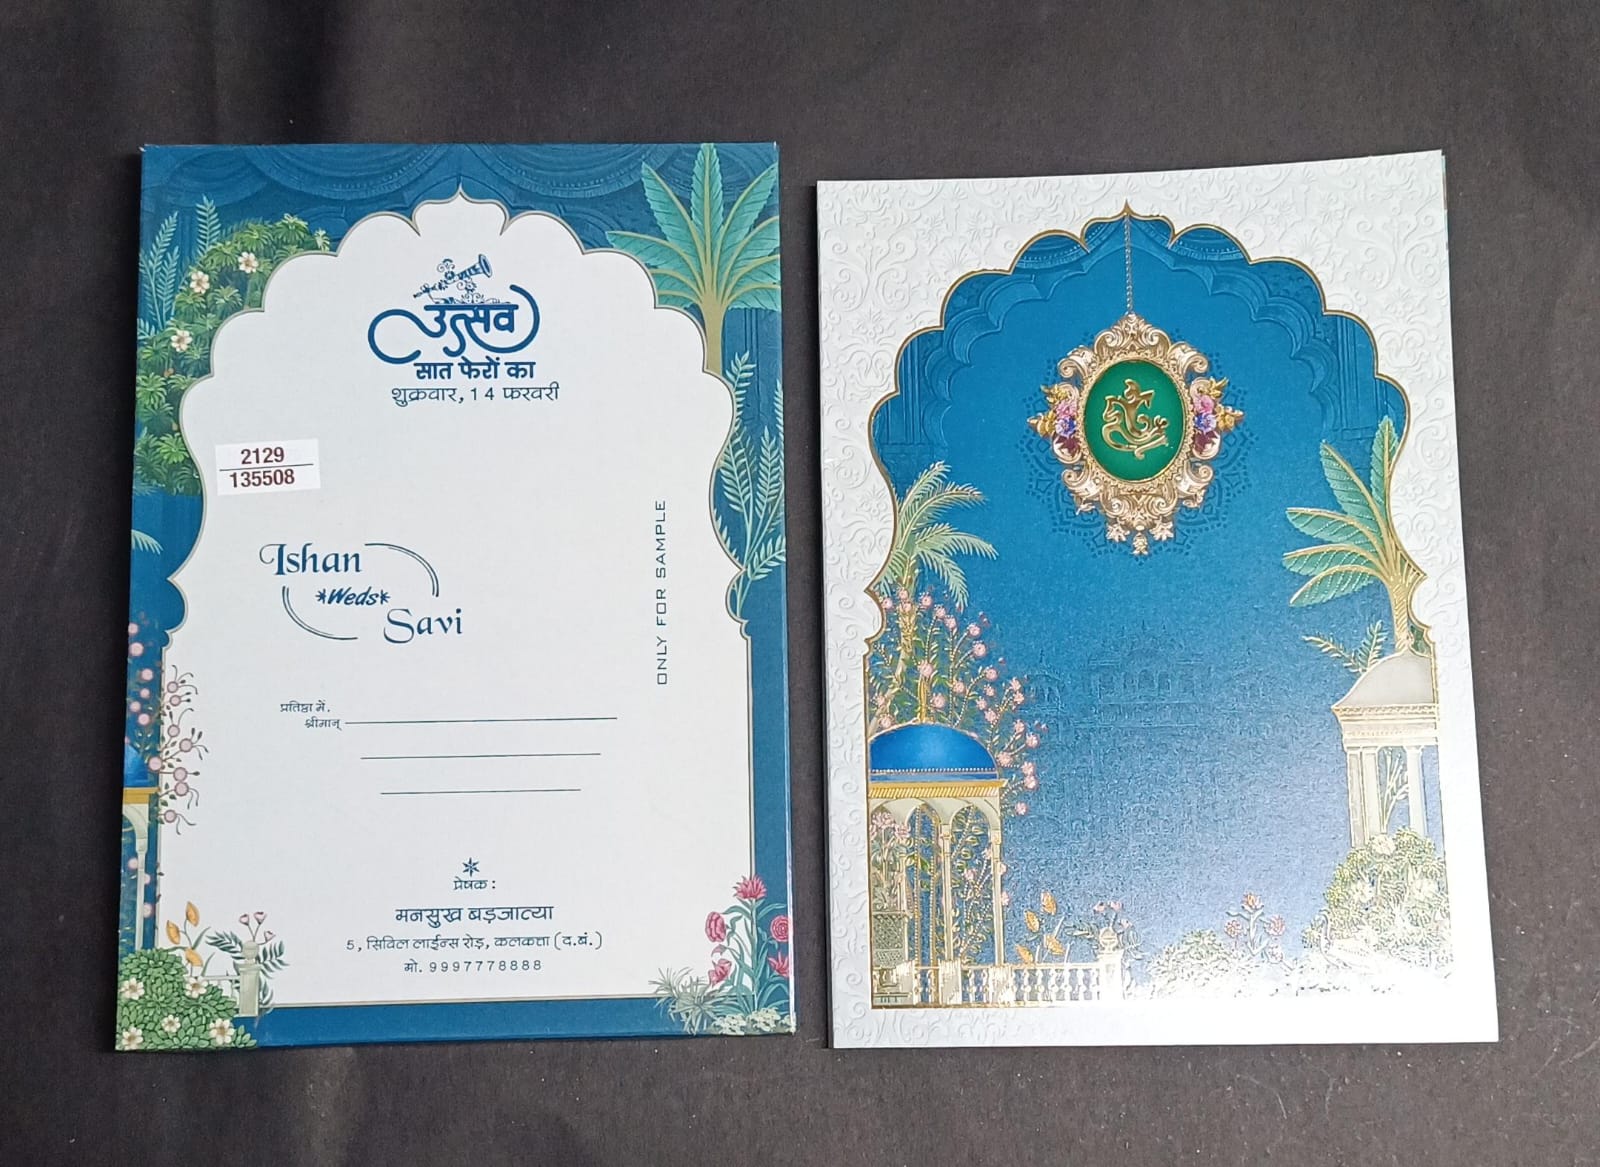 उत्सव
सात फेरों का
शुक्रवार, 14 फरवरी
2129
135508
Ishan
Weds
Savi
ONLY FOR SAMPLE
प्रतिष्ठा में,
श्रीमान्
प्रेषक :
मनसुख बड़जात्या
5, सिविल लाईन्स रोड़, कलकत्ता (द.बं.)
मो. 9997778888